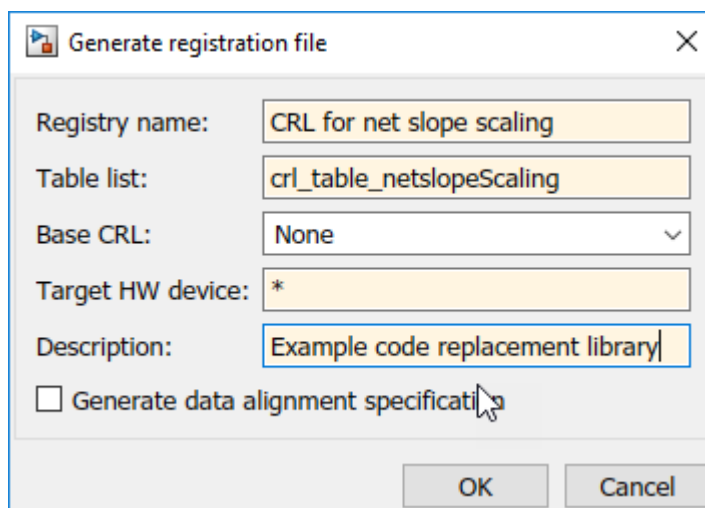 Generate registration file
Registry name: CRL for net slope scaling
Table list: crl_table_netslopeScaling
Base CRL: None
Target HW device: *
Description: Example code replacement library
Generate data alignment specification
OK Cancel